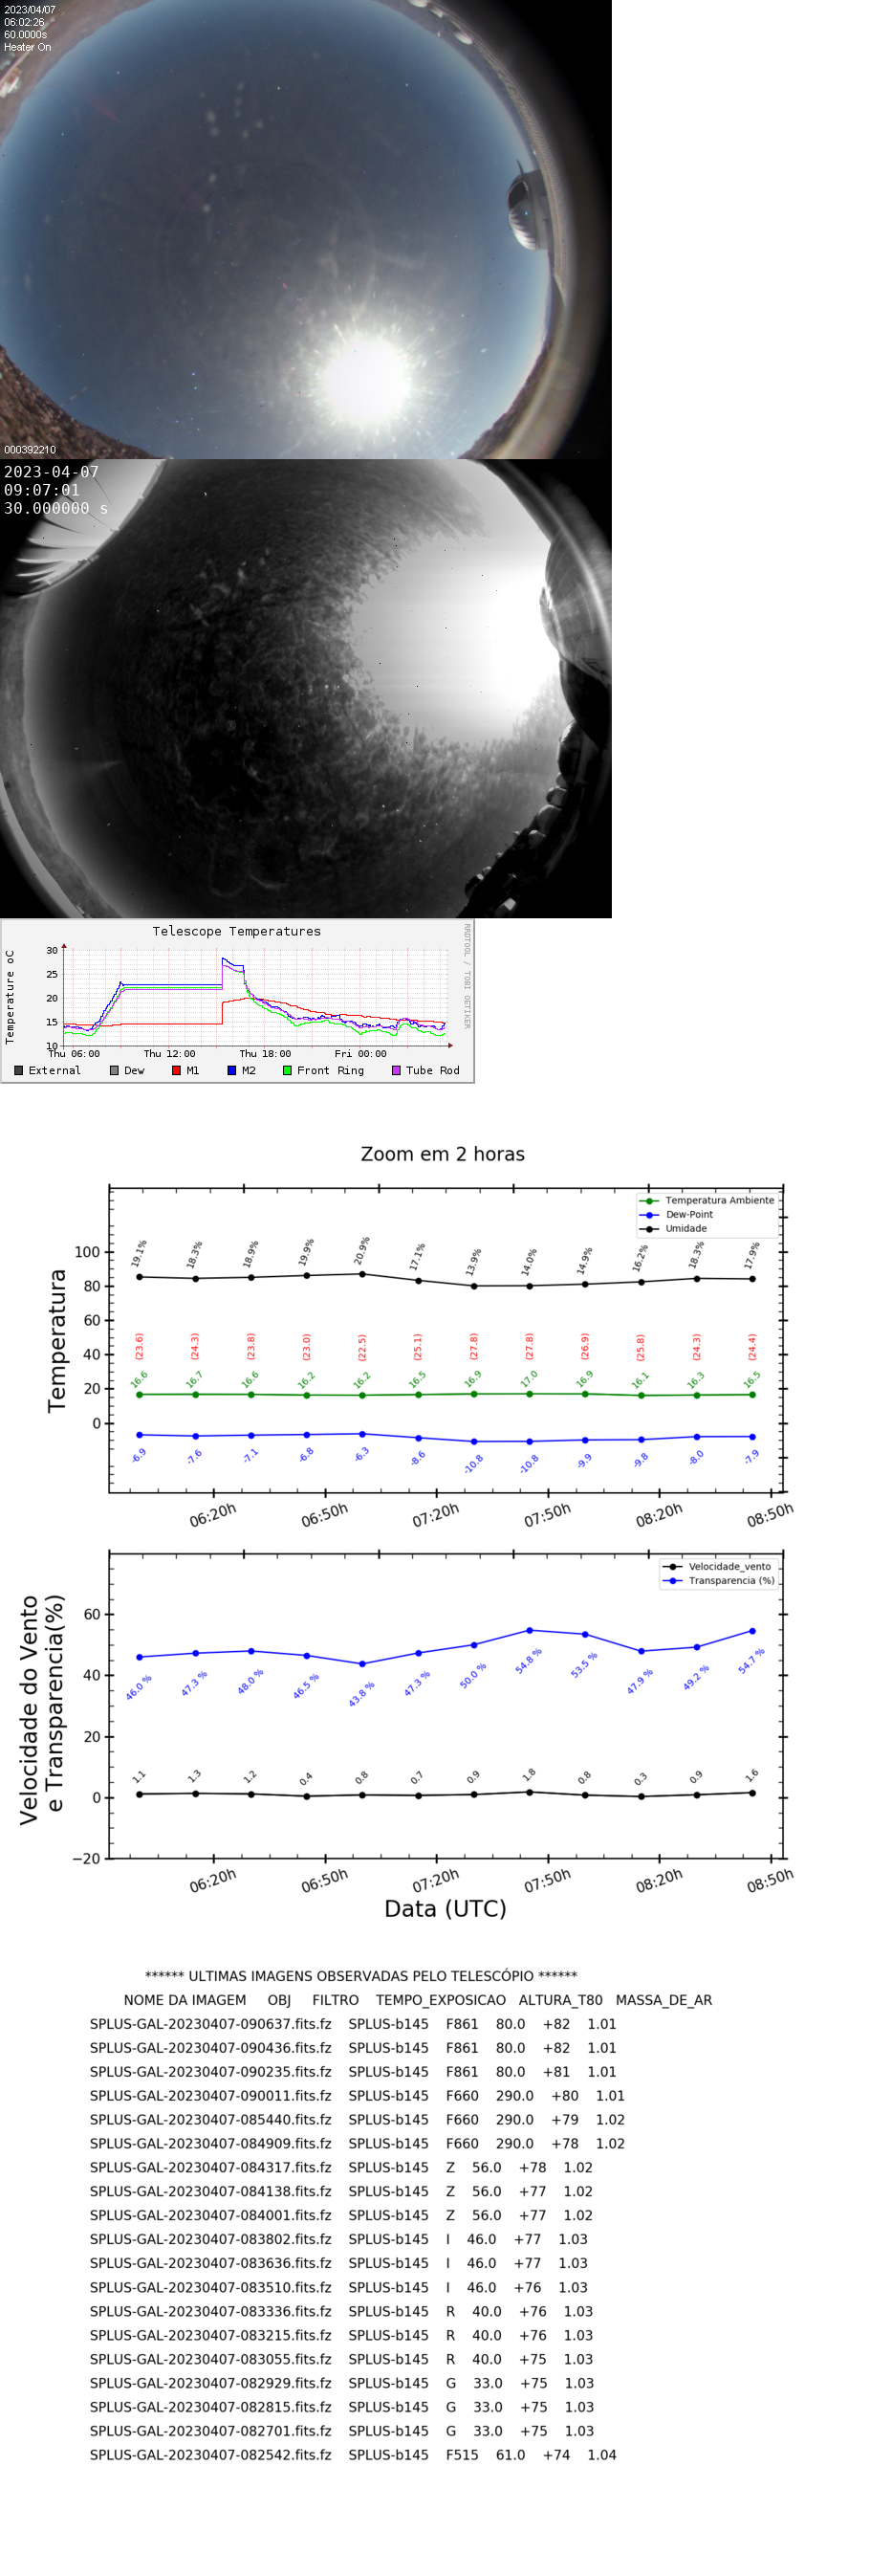 2023/04/07
06:02:26
60.0000s
Heater On
000392210
2023-04-07
09:07:01
30.000000 s
Telescope Temperatures
RRDTOOL / TOBI OETIKER
Temperature oC
30
25
20
15
10
Thu 06:00 Thu 12:00 Thu 18:00 Fri 00:00
External Dew M1 M2 Front Ring Tube Rod
Zoom em 2 horas
Temperatura Ambiente
Dew-Point
Umidade
Temperatura
100
80
60
40
20
0
19.1% 18.3% 18.9% 19.9% 20.9% 17.1% 13.9% 14.0% 14.9% 16.2% 18.3% 17.9%
(23.6) (24.3) (23.8) (23.0) (22.5) (25.1) (27.8) (27.8) (26.9) (25.8) (24.3) (24.4)
16.6 16.7 16.6 16.2 16.2 16.5 16.9 17.0 16.9 16.1 16.3 16.5
-6.9 -7.6 -7.1 -6.8 -6.3 -8.6 -10.8 -10.8 -9.9 -9.8 -8.0 -7.9
06:20h 06:50h 07:20h 07:50h 08:20h 08:50h
Velocidade_vento
Transparencia (%)
Velocidade do Vento
e Transparencia(%)
60
40
20
0
−20
46.0 % 47.3 % 48.0 % 46.5 % 43.8 % 47.3 % 50.0 % 54.8 % 53.5 % 47.9 % 49.2 % 54.7 %
1.1 1.3 1.2 0.4 0.8 0.7 0.9 1.8 0.8 0.3 0.9 1.6
06:20h 06:50h 07:20h 07:50h 08:20h 08:50h
Data (UTC)
****** ULTIMAS IMAGENS OBSERVADAS PELO TELESCÓPIO ******
NOME DA IMAGEM OBJ FILTRO TEMPO_EXPOSICAO ALTURA_T80 MASSA_DE_AR
SPLUS-GAL-20230407-090637.fits.fz SPLUS-b145 F861 80.0 +82 1.01
SPLUS-GAL-20230407-090436.fits.fz SPLUS-b145 F861 80.0 +82 1.01
SPLUS-GAL-20230407-090235.fits.fz SPLUS-b145 F861 80.0 +81 1.01
SPLUS-GAL-20230407-090011.fits.fz SPLUS-b145 F660 290.0 +80 1.01
SPLUS-GAL-20230407-085440.fits.fz SPLUS-b145 F660 290.0 +79 1.02
SPLUS-GAL-20230407-084909.fits.fz SPLUS-b145 F660 290.0 +78 1.02
SPLUS-GAL-20230407-084317.fits.fz SPLUS-b145 Z 56.0 +78 1.02
SPLUS-GAL-20230407-084138.fits.fz SPLUS-b145 Z 56.0 +77 1.02
SPLUS-GAL-20230407-084001.fits.fz SPLUS-b145 Z 56.0 +77 1.02
SPLUS-GAL-20230407-083802.fits.fz SPLUS-b145 I 46.0 +77 1.03
SPLUS-GAL-20230407-083636.fits.fz SPLUS-b145 I 46.0 +77 1.03
SPLUS-GAL-20230407-083510.fits.fz SPLUS-b145 I 46.0 +76 1.03
SPLUS-GAL-20230407-083336.fits.fz SPLUS-b145 R 40.0 +76 1.03
SPLUS-GAL-20230407-083215.fits.fz SPLUS-b145 R 40.0 +76 1.03
SPLUS-GAL-20230407-083055.fits.fz SPLUS-b145 R 40.0 +75 1.03
SPLUS-GAL-20230407-082929.fits.fz SPLUS-b145 G 33.0 +75 1.03
SPLUS-GAL-20230407-082815.fits.fz SPLUS-b145 G 33.0 +75 1.03
SPLUS-GAL-20230407-082701.fits.fz SPLUS-b145 G 33.0 +75 1.03
SPLUS-GAL-20230407-082542.fits.fz SPLUS-b145 F515 61.0 +74 1.04